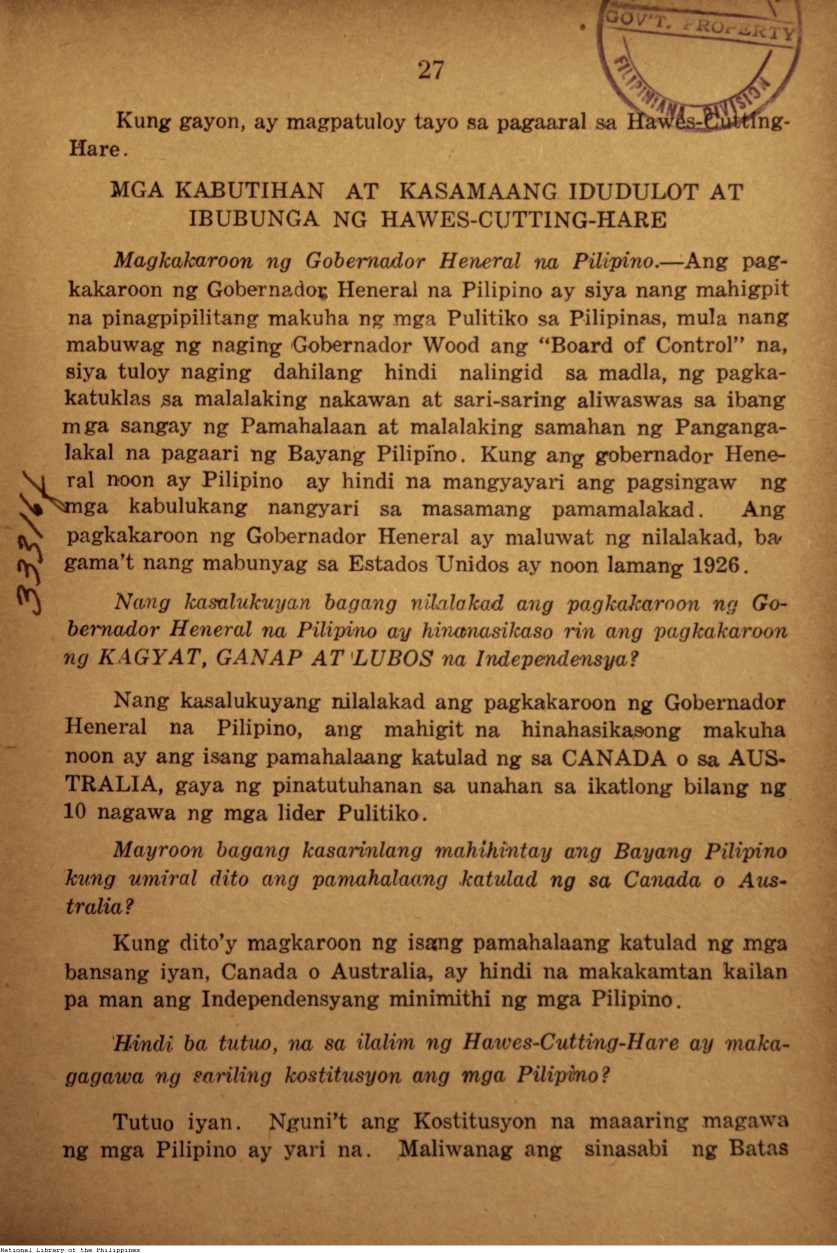 GOV'T. PROPERTY
FILIPINIANA DIVISION
27
Kung gayon, ay magpatuloy tayo sa pagaaral sa Hawes-Cutting-
Hare.
MGA KABUTIHAN AT KASAMAANG IDUDULOT AT
IBUBUNGA NG HAWES-CUTTING-HARE
Magkakaroon ng Gobernador Heneral na Pilipino.—Ang pag-
kakaroon ng Gobernador Heneral na Pilipino ay siya nang mahigpit
na pinagpipilitang makuha ng mga Pulitiko sa Pilipinas, mula nang
mabuwag ng naging Gobernador Wood ang “Board of Control” na,
siya tuloy naging dahilang hindi nalingid sa madla, ng pagka-
katuklas sa malalaking nakawan at sari-saring aliwaswas sa ibang
mga sangay ng Pamahalaan at malalaking samahan ng Panganga-
lakal na pagaari ng Bayang Pilipino. Kung ang gobernador Hene-
ral noon ay Pilipino ay hindi na mangyayari ang pagsingaw ng
mga kabulukang nangyari sa masamang pamamalakad. Ang
pagkakaroon ng Gobernador Heneral ay maluwat ng nilalakad, ba-
gama't nang mabunyag sa Estados Unidos ay noon lamang 1926.
Nang kasalukuyan bagang nilalakad ang pagkakaroon ng Go-
bernador Heneral na Pilipino ay hinanasikaso rin ang pagkakaroon
ng KAGYAT, GANAP AT LUBOS na Independensya?
Nang kasalukuyang nilalakad ang pagkakaroon ng Gobernador
Heneral na Pilipino, ang mahigit na hinahasikasong makuha
noon ay ang isang pamahalaang katulad ng sa CANADA o sa AUS-
TRALIA, gaya ng pinatutuhanan sa unahan sa ikatlong bilang ng
10 nagawa ng mga lider Pulitiko.
Mayroon bagang kasarinlang mahihintay ang Bayang Pilipino
kung umiral dito ang pamahalaang katulad ng sa Canada o Aus-
tralia?
Kung dito'y magkaroon ng isang pamahalaang katulad ng mga
bansang iyan, Canada o Australia, ay hindi na makakamtan kailan
pa man ang Independensyang minimithi ng mga Pilipino.
Hindi ba tutuo, na sa ilalim ng Hawes-Cutting-Hare ay maka-
gagawa ng sariling kostitusyon ang mga Pilipino?
Tutuo iyan. Nguni't ang Kostitusyon na maaaring magawa
ng mga Pilipino ay yari na. Maliwanag ang sinasabi ng Batas
National Library of the Philippines